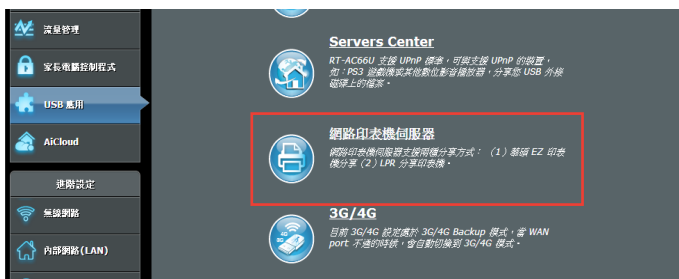 流量管理
家長電腦控制程式
USB 應用
AiCloud
進階設定
無線網路
內部網路(LAN)
Servers Center
RT-AC66U 支援 UPnP 標準，可與支援 UPnP 的裝置，
如：PS3 遊戲機或其他數位影音播放器，分享您 USB 外接
磁碟上的檔案。
網路印表機伺服器
網路印表機伺服器支援兩種分享方式： （1）華碩 EZ 印表
機分享（2）LPR 分享印表機。
3G/4G
目前 3G/4G 設定處於 3G/4G Backup 模式，當 WAN
port 不通的時候，會自動切換到 3G/4G 模式。